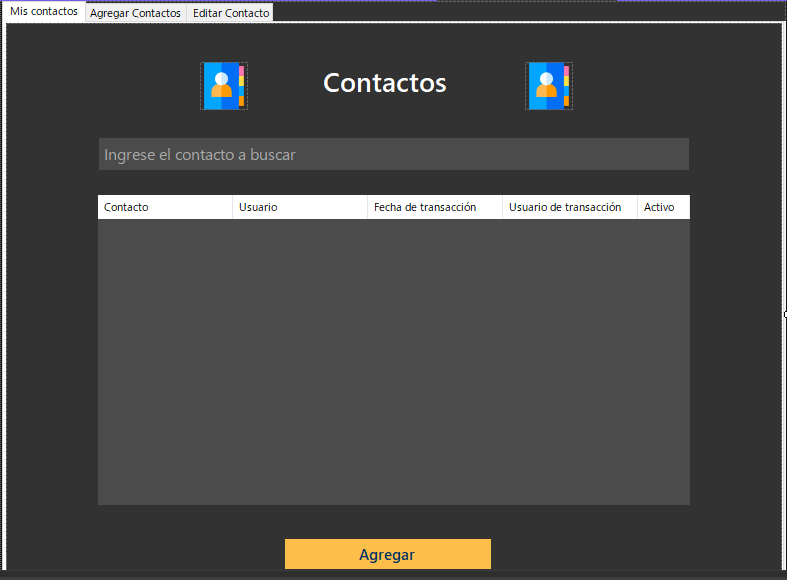 Mis contactos Agregar Contactos Editar Contacto
Contactos
Ingrese el contacto a buscar
Contacto Usuario Fecha de transacción Usuario de transacción Activo
Agregar